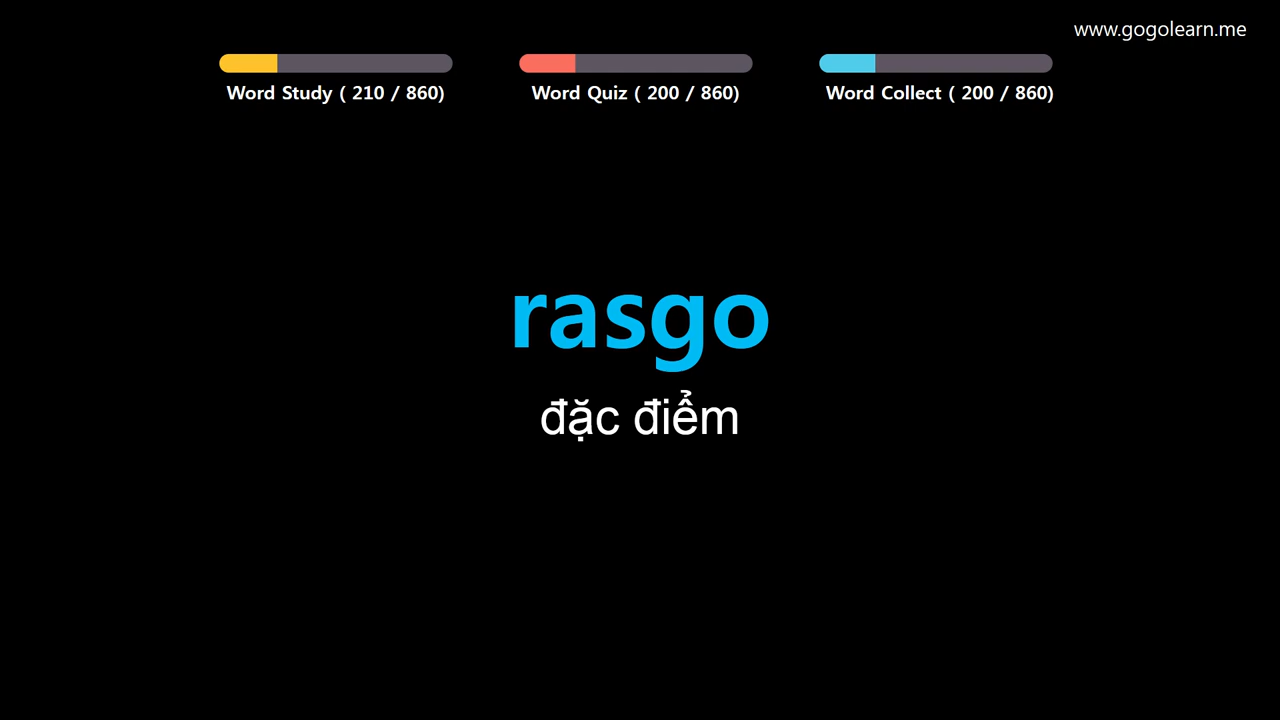 www.gogolearn.me
Word Study ( 210 / 860)
Word Quiz ( 200 / 860)
Word Collect ( 200 / 860)
rasgo
đặc điểm